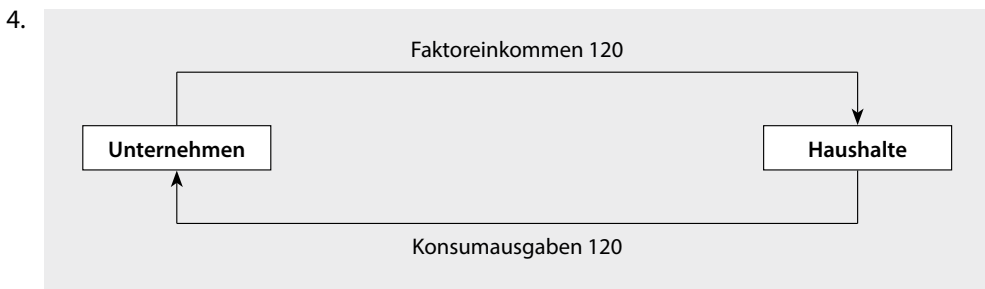 4.
Faktoreinkommen 120
Unternehmen
Haushalte
Konsumausgaben 120